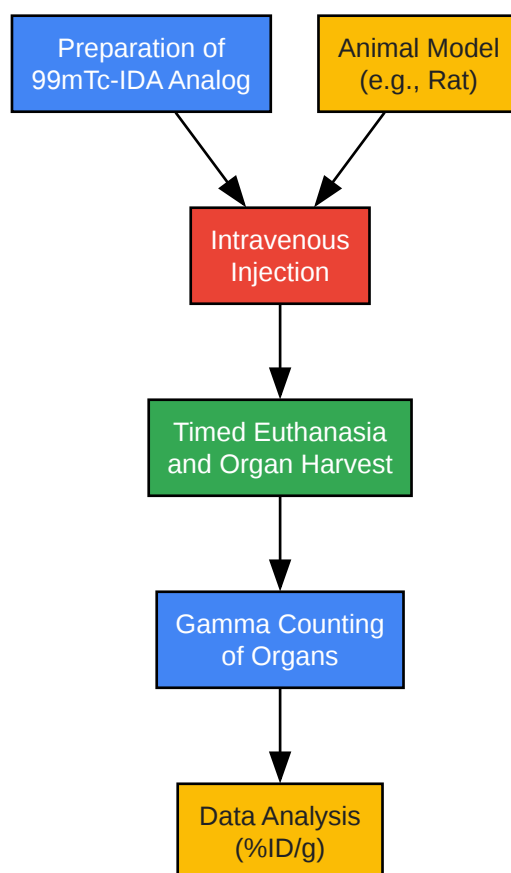 Preparation of
99mTc-IDA Analog
Animal Model
(e.g., Rat)
Intravenous
Injection
Timed Euthanasia
and Organ Harvest
Gamma Counting
of Organs
Data Analysis
(%ID/g)